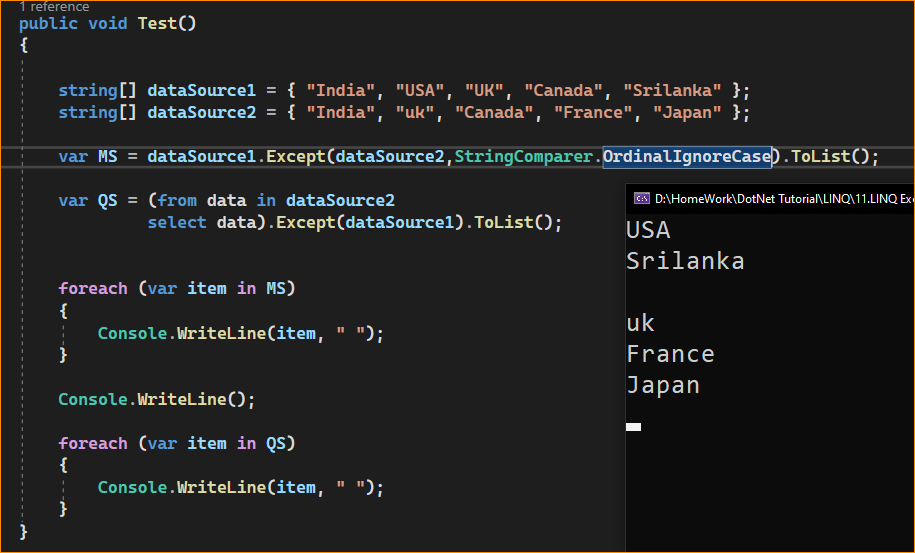 1 reference
public void Test()
{
string[] dataSource1 = { "India", "USA", "UK", "Canada", "Srilanka" };
string[] dataSource2 = { "India", "uk", "Canada", "France", "Japan" };
var MS = dataSource1.Except(dataSource2,StringComparer.OrdinalIgnoreCase).ToList();
var QS = (from data in dataSource2
select data).Except(dataSource1).ToList();
foreach (var item in MS)
{
Console.WriteLine(item, " ");
}
Console.WriteLine();
foreach (var item in QS)
{
Console.WriteLine(item, " ");
}
}
D:\HomeWork\DotNet Tutorial\LINQ\11.LINQ Exc
USA
Srilanka
uk
France
Japan